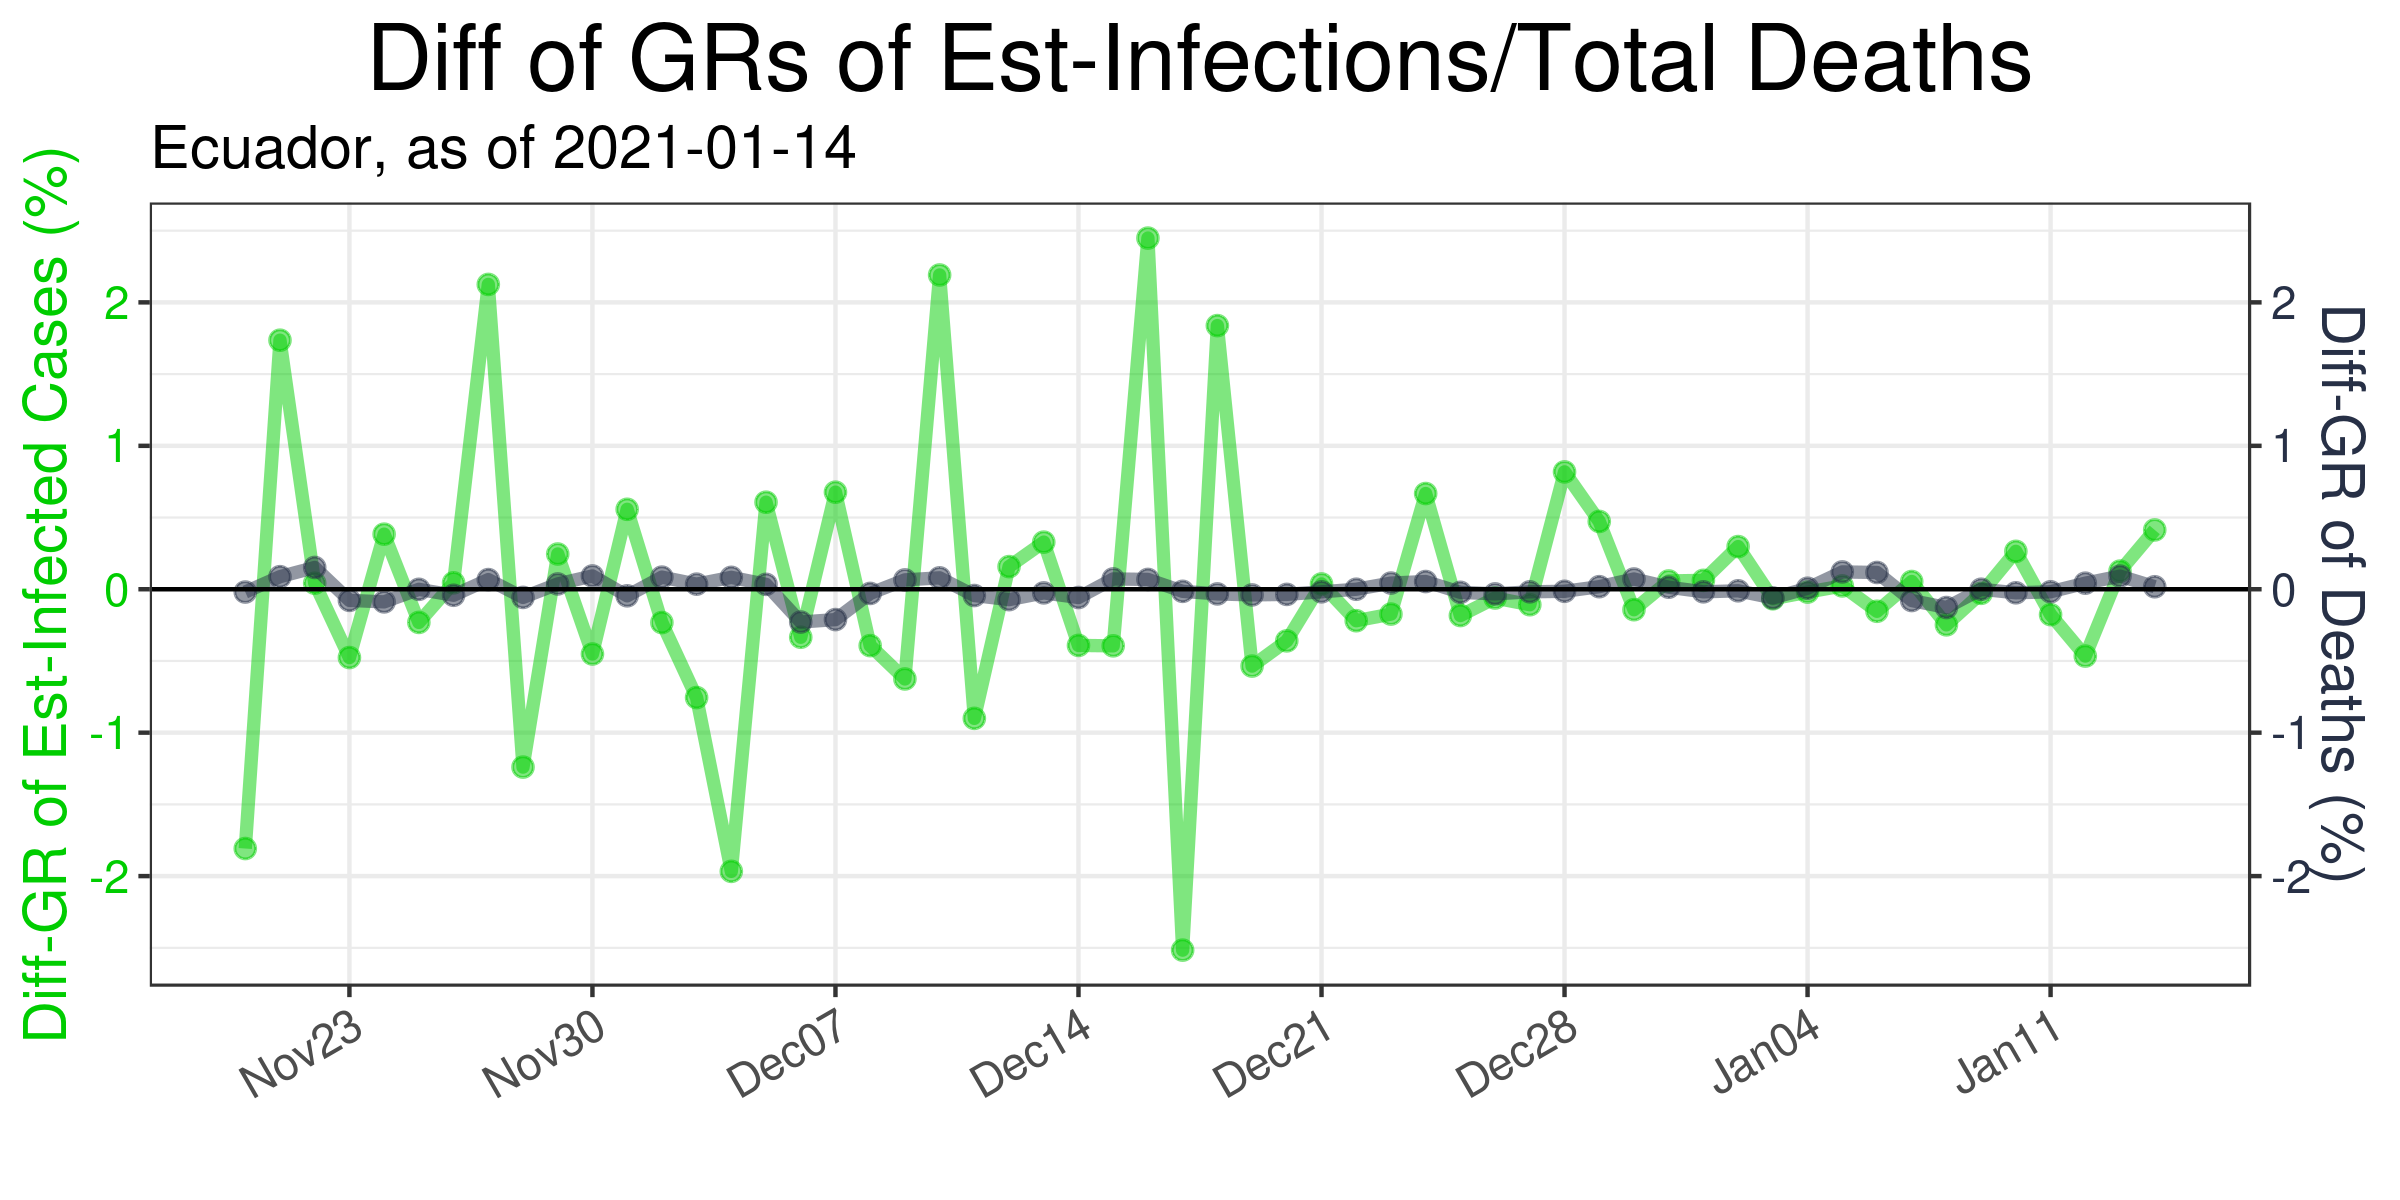 Diff of GRs of Est-Infections/Total Deaths
Ecuador, as of 2021-01-14
Diff-GR of Est-Infected Cases (%)
2
1
0
-1
-2
2
1
0
-1
-2
Diff-GR of Deaths (%)
Nov23
Nov30
Dec07
Dec14
Dec21
Dec28
Jan04
Jan11